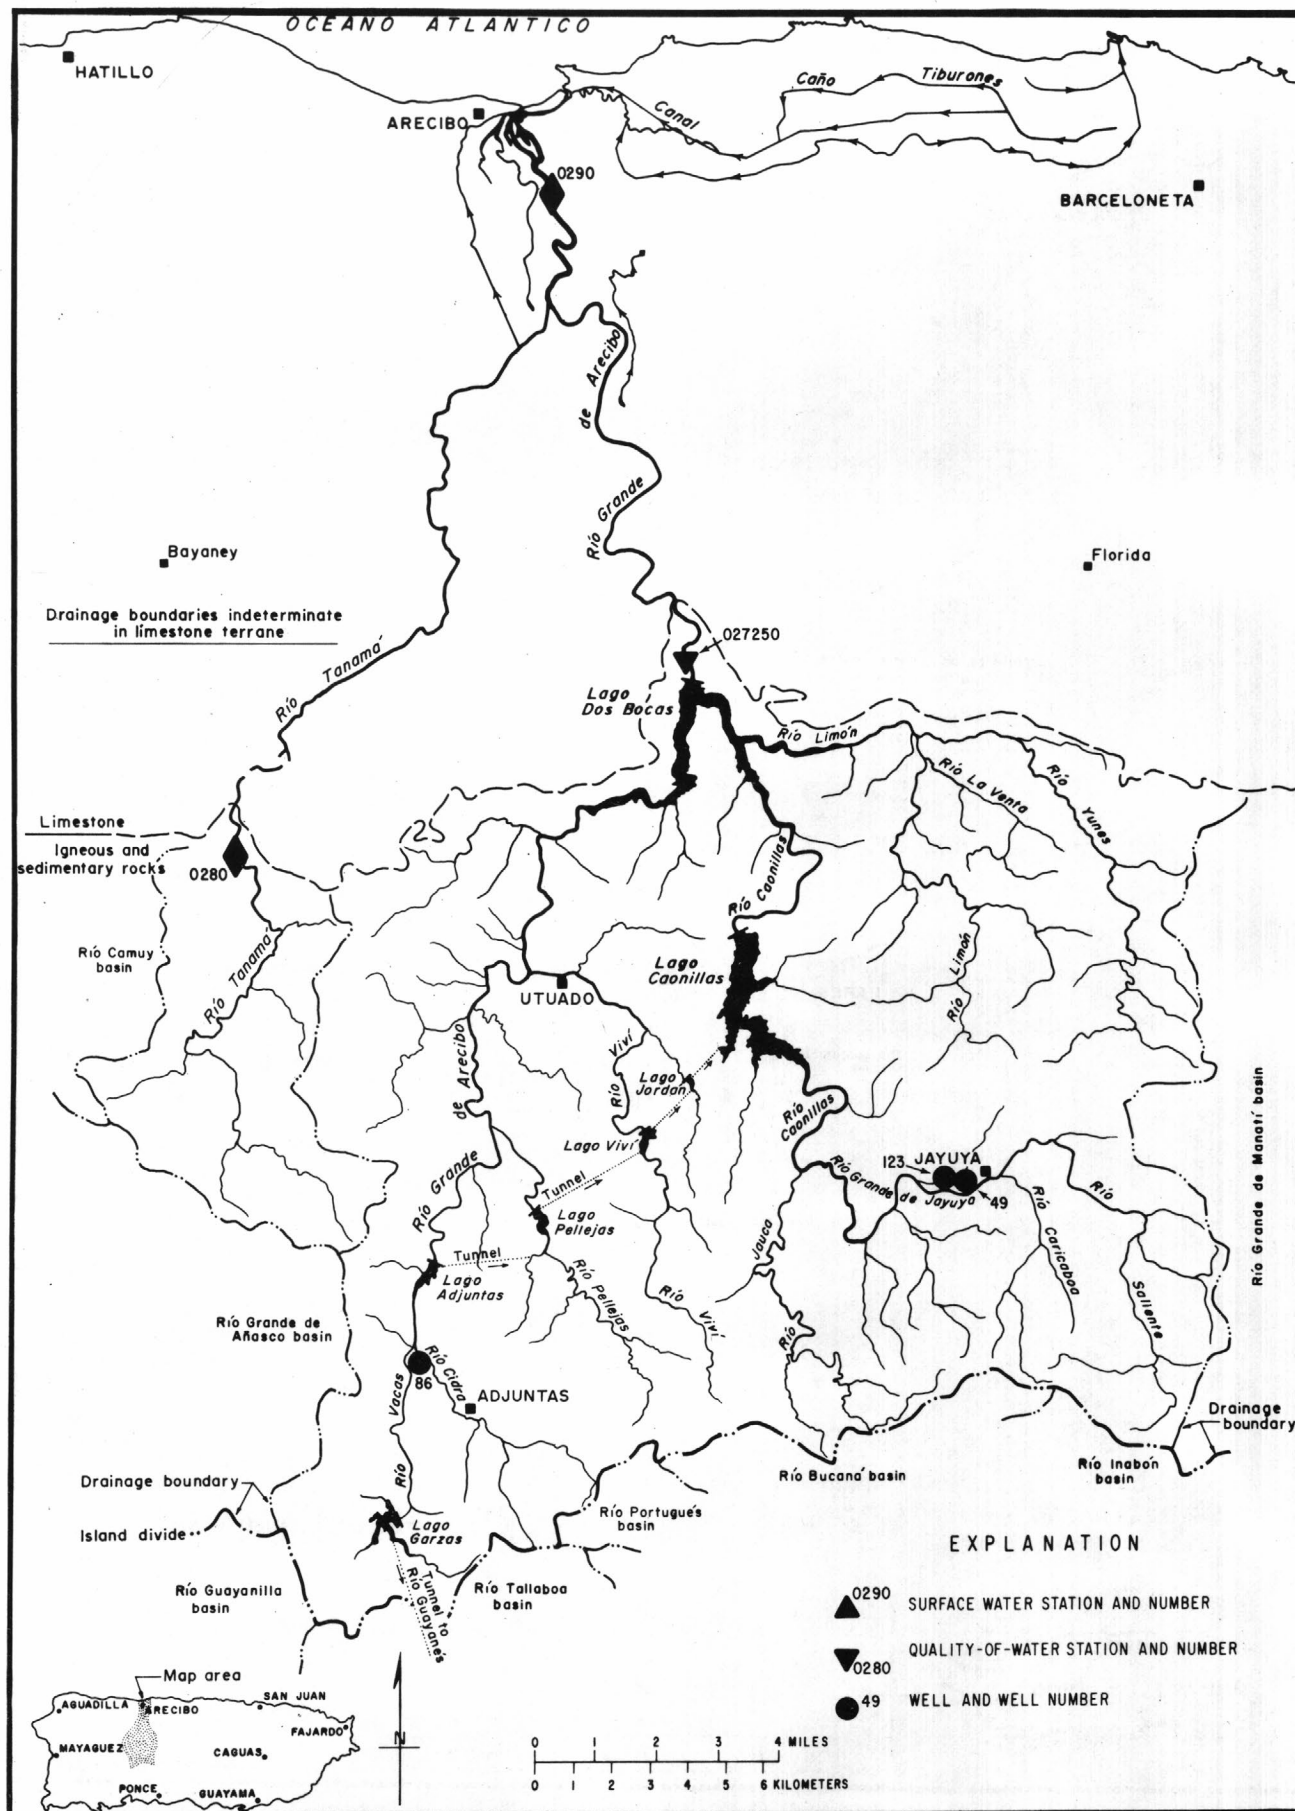 OCEANO ATLANTICO
HATILLO
ARECIBO
Canal
Caño
Tiburones
BARCELONETA
0290
Río Grande de Arecibo
Bayaney
Florida
Drainage boundaries indeterminate
in limestone terrane
Río Tanamá
027250
Lago
Dos Bocas
Río Limón
Río La Venta
Río Yunes
Limestone
Igneous and
sedimentary rocks
0280
Río Caonillas
Río Camuy
basin
Río Tanamá
Lago
Caonillas
Río Limón
UTUADO
Río Grande de Arecibo
Río Viví
Lago
Jordán
Río
Caonillas
Lago Viví
123
JAYUYA
49
Río Grande de Jayuya
Río Grande de Manatí basin
Tunnel
Lago
Pellejas
Río Jauca
Río Caricaboa
Río Saliente
Tunnel
Lago
Adjuntas
Río Pellejas
Río Viví
Río Grande de
Añasco basin
Río Cidra
86
Río Vacas
ADJUNTAS
Drainage
boundary
Río Inabón
basin
Río Bucaná basin
Drainage boundary
Island divide
Río Portugués
basin
Lago
Garzas
Río Guayanilla
basin
Río Tallaboa
basin
Tunnel to
Río Guayanés
EXPLANATION
0290
SURFACE WATER STATION AND NUMBER
QUALITY-OF-WATER STATION AND NUMBER
0280
49
WELL AND WELL NUMBER
Map area
AGUADILLA
ARECIBO
SAN JUAN
FAJARDO
MAYAGUEZ
CAGUAS
PONCE
GUAYAMA
N
0 1 2 3 4 MILES
0 1 2 3 4 5 6 KILOMETERS